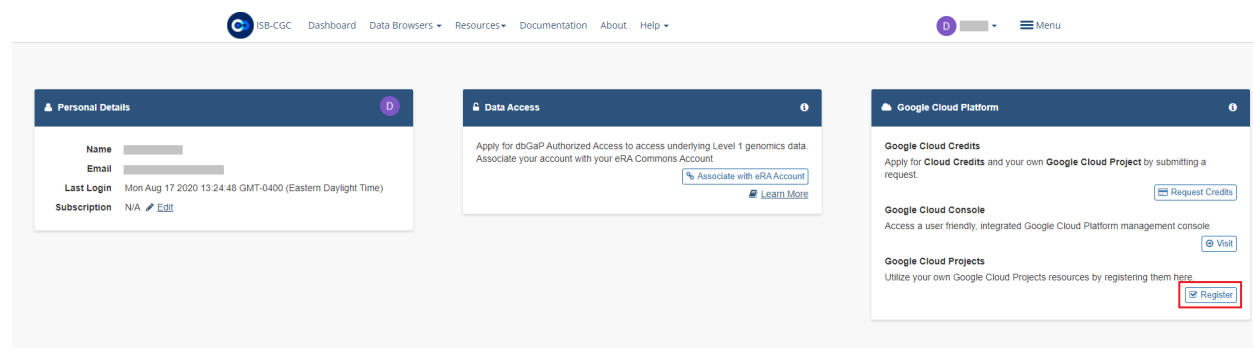 ISB-CGC Dashboard Data Browsers Resources Documentation About Help D Menu
Personal Details D
Name
Email
Last Login Mon Aug 17 2020 13:24:48 GMT-0400 (Eastern Daylight Time)
Subscription N/A Edit
Data Access
Apply for dbGaP Authorized Access to access underlying Level 1 genomics data.
Associate your account with your eRA Commons Account
Associate with eRA Account
Learn More
Google Cloud Platform
Google Cloud Credits
Apply for Cloud Credits and your own Google Cloud Project by submitting a
request.
Request Credits
Google Cloud Console
Access a user friendly, integrated Google Cloud Platform management console
Visit
Google Cloud Projects
Utilize your own Google Cloud Projects resources by registering them here.
Register